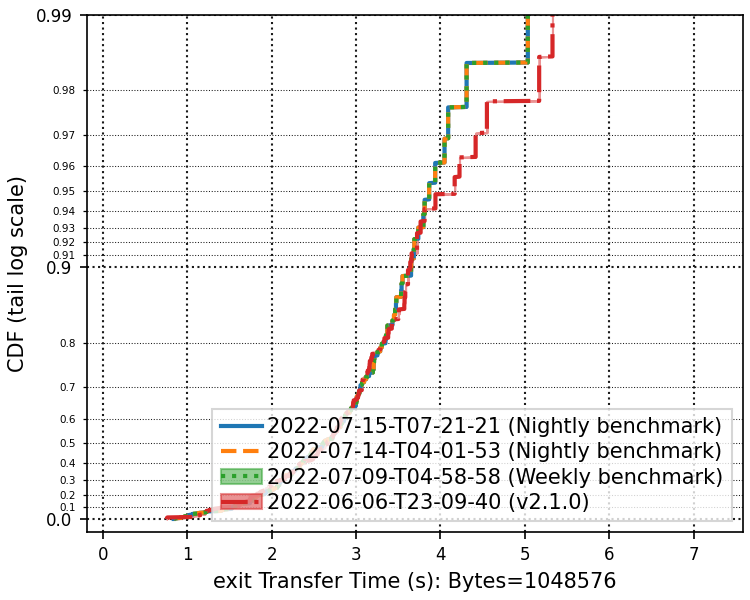 0.99
0.98
0.97
0.96
0.95
0.94
0.93
0.92
0.91
0.9
0.8
0.7
0.6
0.5
0.4
0.3
0.2
0.1
0.0
CDF (tail log scale)
2022-07-15-T07-21-21 (Nightly benchmark)
2022-07-14-T04-01-53 (Nightly benchmark)
2022-07-09-T04-58-58 (Weekly benchmark)
2022-06-06-T23-09-40 (v2.1.0)
0 1 2 3 4 5 6 7
exit Transfer Time (s): Bytes=1048576